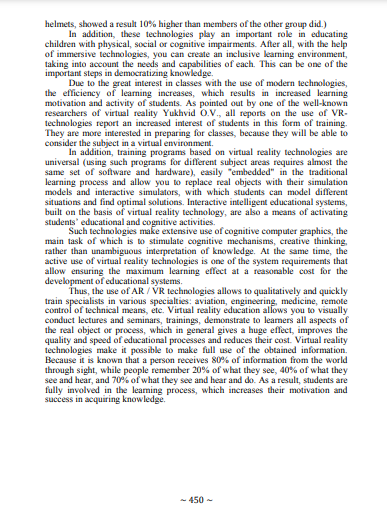 helmets, showed a result 10% higher than members of the other group did.)
In addition, these technologies play an important role in educating
children with physical, social or cognitive impairments. After all, with the help
of immersive technologies, you can create an inclusive learning environment,
taking into account the needs and capabilities of each. This can be one of the
important steps in democratizing knowledge.
Due to the great interest in classes with the use of modern technologies,
the efficiency of learning increases, which results in increased learning
motivation and activity of students. As pointed out by one of the well-known
researchers of virtual reality Yukhvid O.V., all reports on the use of VR-
technologies report an increased interest of students in this form of training.
They are more interested in preparing for classes, because they will be able to
consider the subject in a virtual environment.
In addition, training programs based on virtual reality technologies are
universal (using such programs for different subject areas requires almost the
same set of software and hardware), easily "embedded" in the traditional
learning process and allow you to replace real objects with their simulation
models and interactive simulators, with which students can model different
situations and find optimal solutions. Interactive intelligent educational systems,
built on the basis of virtual reality technology, are also a means of activating
students' educational and cognitive activities.
Such technologies make extensive use of cognitive computer graphics, the
main task of which is to stimulate cognitive mechanisms, creative thinking,
rather than unambiguous interpretation of knowledge. At the same time, the
active use of virtual reality technologies is one of the system requirements that
allow ensuring the maximum learning effect at a reasonable cost for the
development of educational systems.
Thus, the use of AR / VR technologies allows to qualitatively and quickly
train specialists in various specialties: aviation, engineering, medicine, remote
control of technical means, etc. Virtual reality education allows you to visually
conduct lectures and seminars, trainings, demonstrate to learners all aspects of
the real object or process, which in general gives a huge effect, improves the
quality and speed of educational processes and reduces their cost. Virtual reality
technologies make it possible to make full use of the obtained information.
Because it is known that a person receives 80% of information from the world
through sight, while people remember 20% of what they see, 40% of what they
see and hear, and 70% of what they see and hear and do. As a result, students are
fully involved in the learning process, which increases their motivation and
success in acquiring knowledge.
~ 450 ~